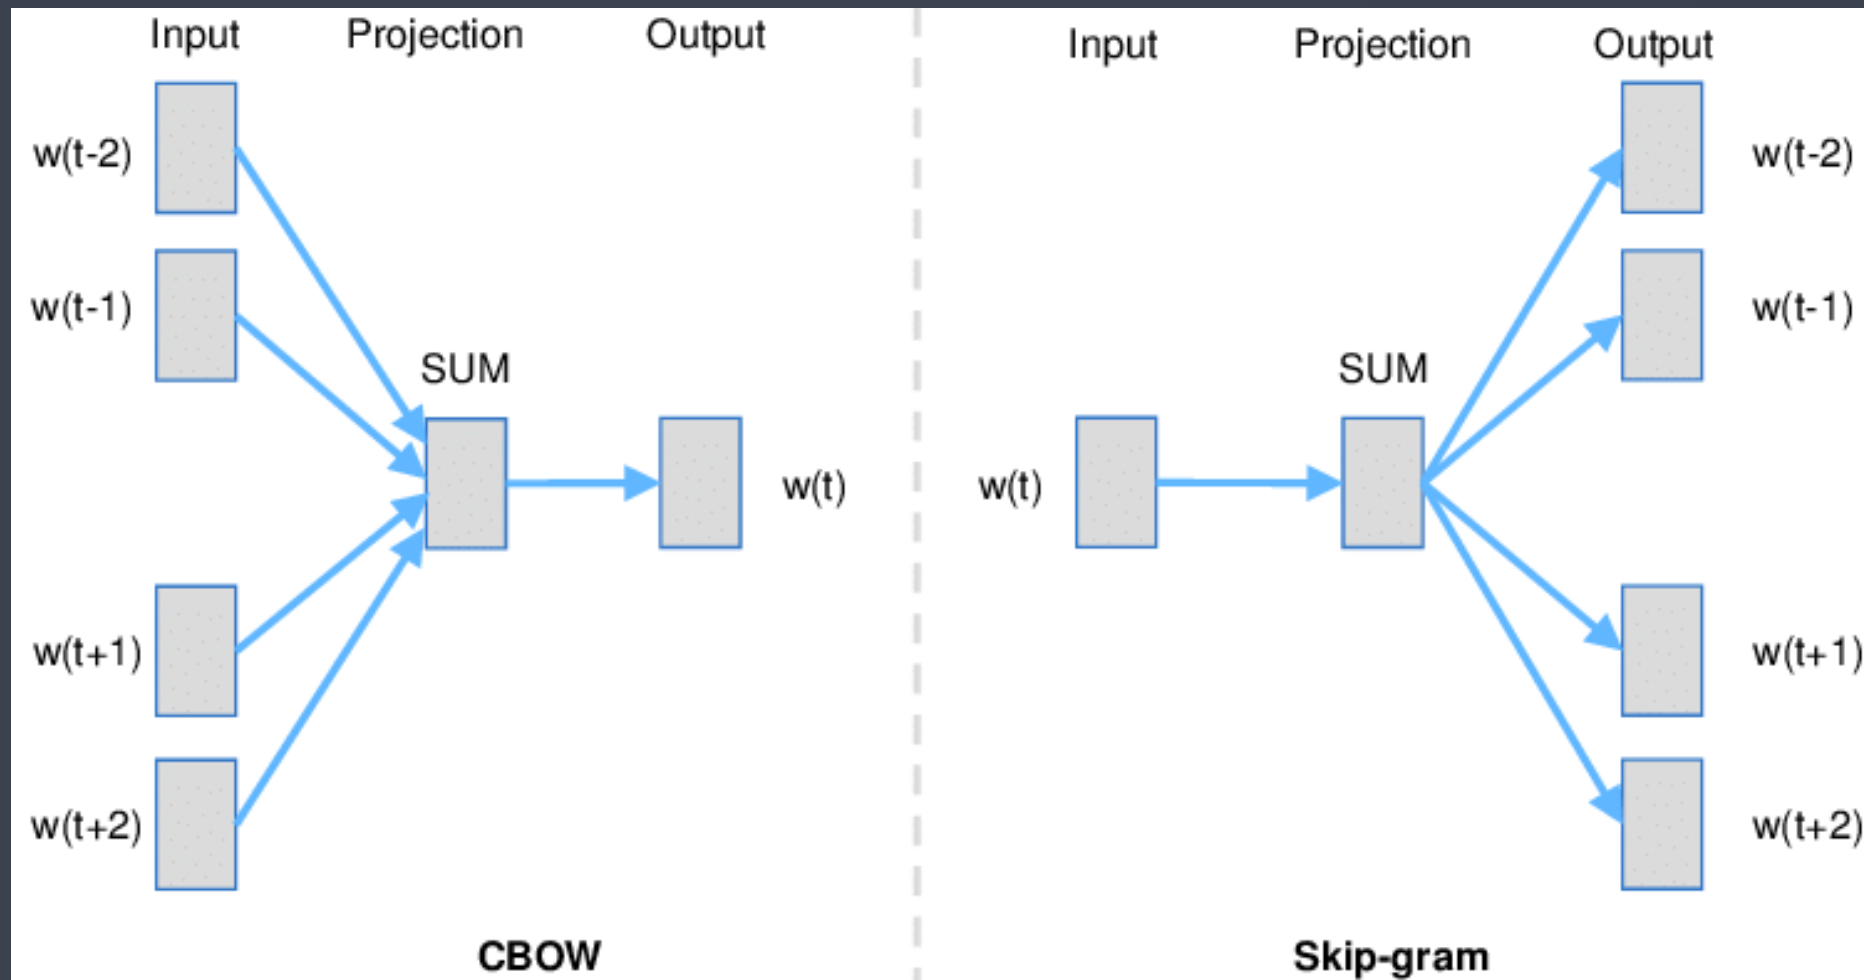 Input Projection Output
w(t-2)
w(t-1)
SUM
w(t)
w(t+1)
w(t+2)
CBOW
Input Projection Output
w(t-2)
w(t-1)
SUM
w(t)
w(t+1)
w(t+2)
Skip-gram